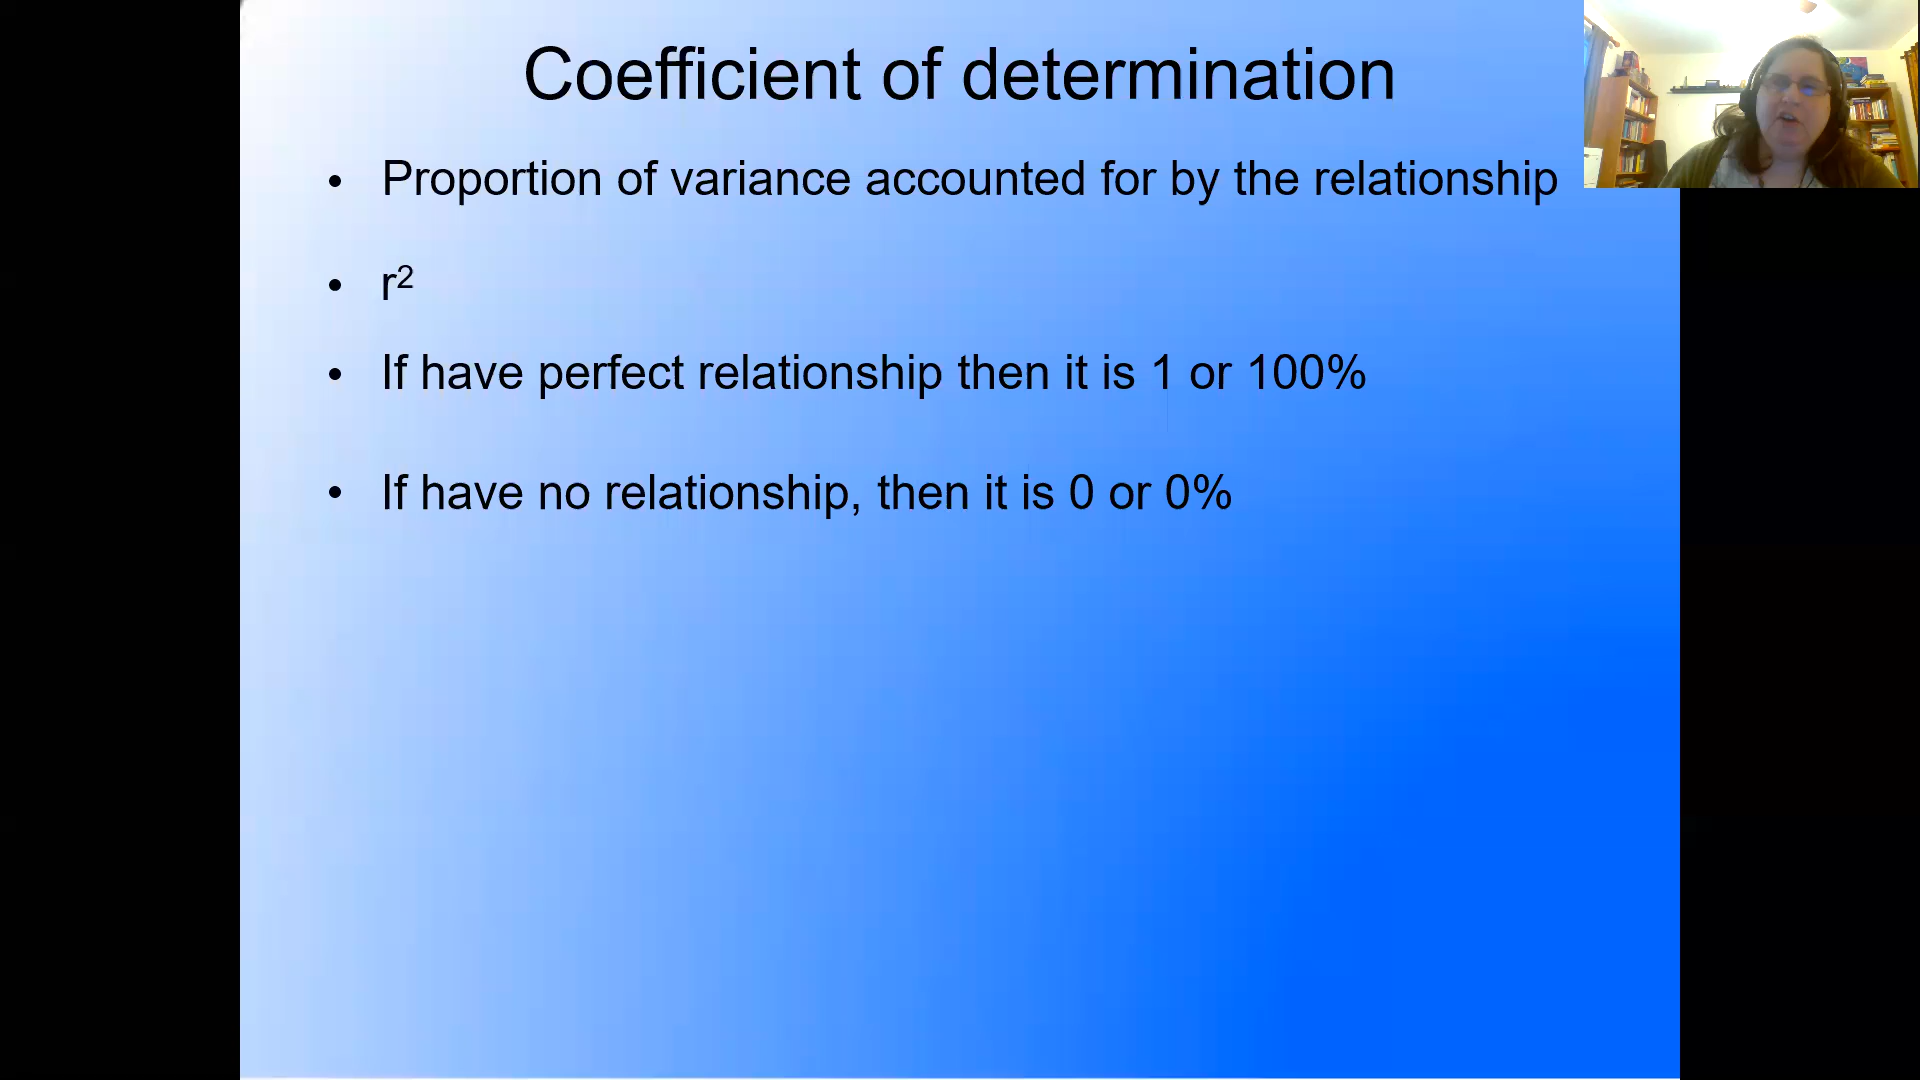 Coefficient of determination
• Proportion of variance accounted for by the relationship
• r²
• If have perfect relationship then it is 1 or 100%
• If have no relationship, then it is 0 or 0%